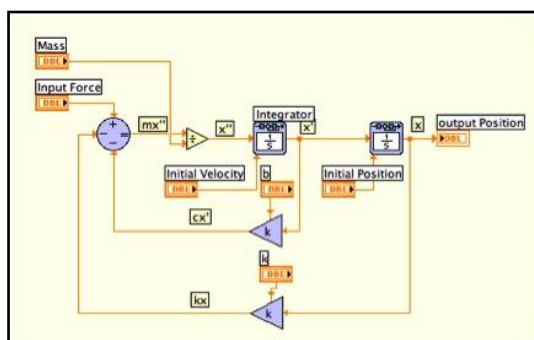 Mass
DBL
Input Force
DBL
mx''
x''
Integrator
1/s
x'
1/s
x
output Position
DBL
Initial Velocity
DBL
b
DBL
Initial Position
DBL
cx'
k
k
DBL
kx
k